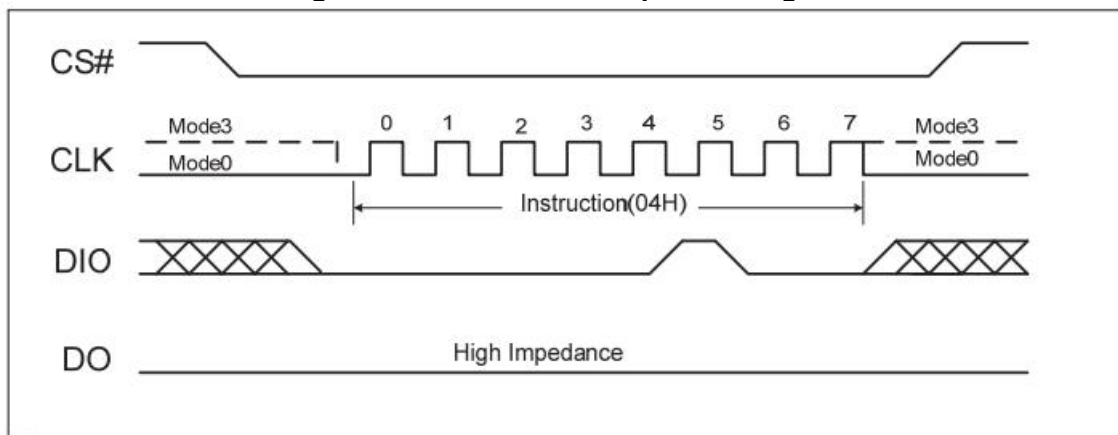 CS#
Mode3 0 1 2 3 4 5 6 7 Mode3
CLK Mode0 Mode0
Instruction(04H)
DIO
High Impedance
DO